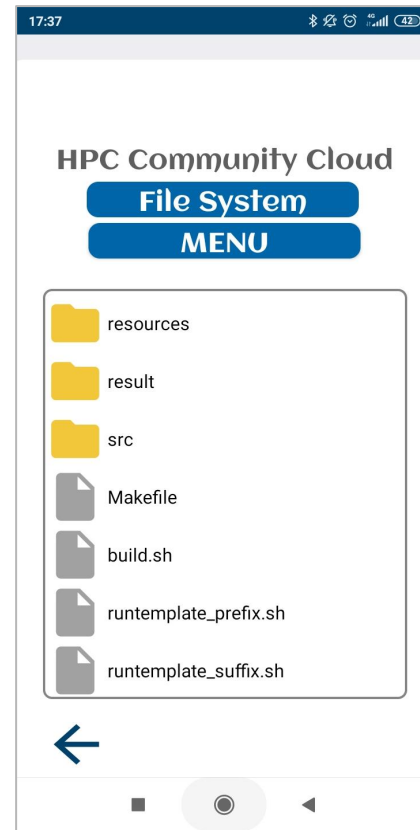 17:37 4G 42
HPC Community Cloud
File System
MENU
resources
result
src
Makefile
build.sh
runtemplate_prefix.sh
runtemplate_suffix.sh